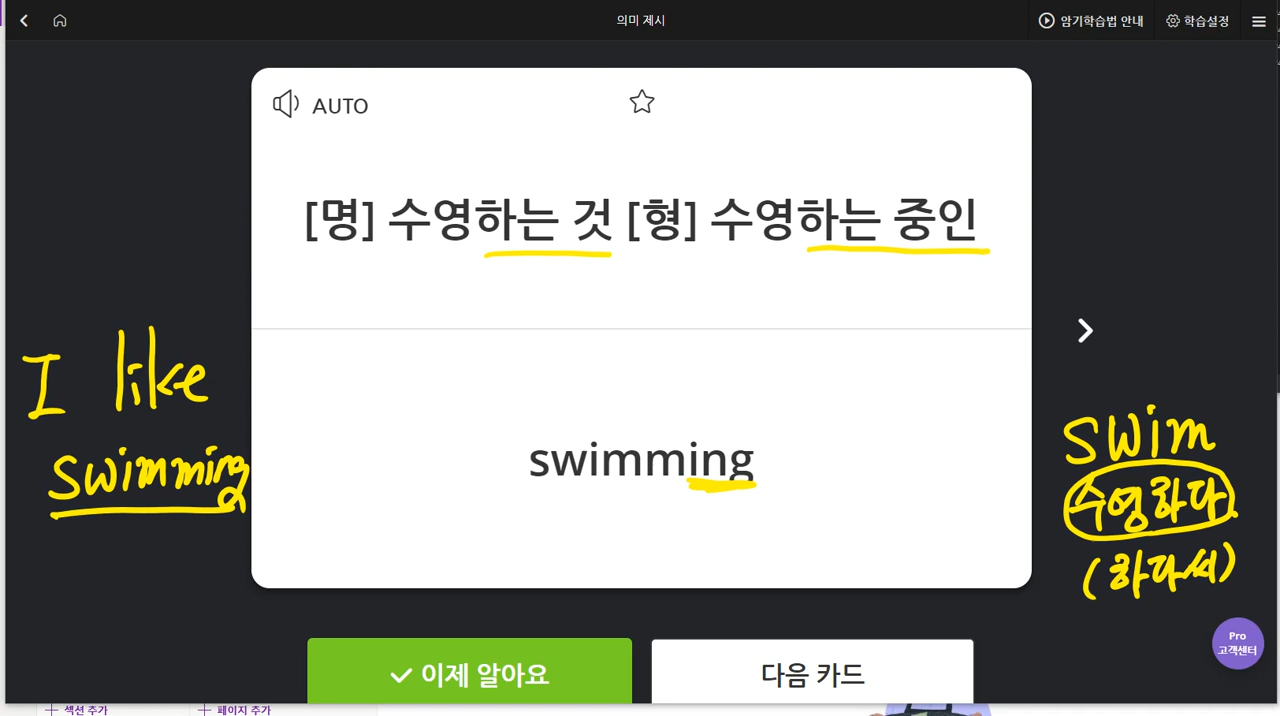 의미 제시
암기학습법 안내
학습설정
AUTO
[명] 수영하는 것 [형] 수영하는 중인
I like
swimming
swimming
swim
수영하다
(하다씨)
이제 알아요
다음 카드
Pro
고객센터
섹션 추가
페이지 추가